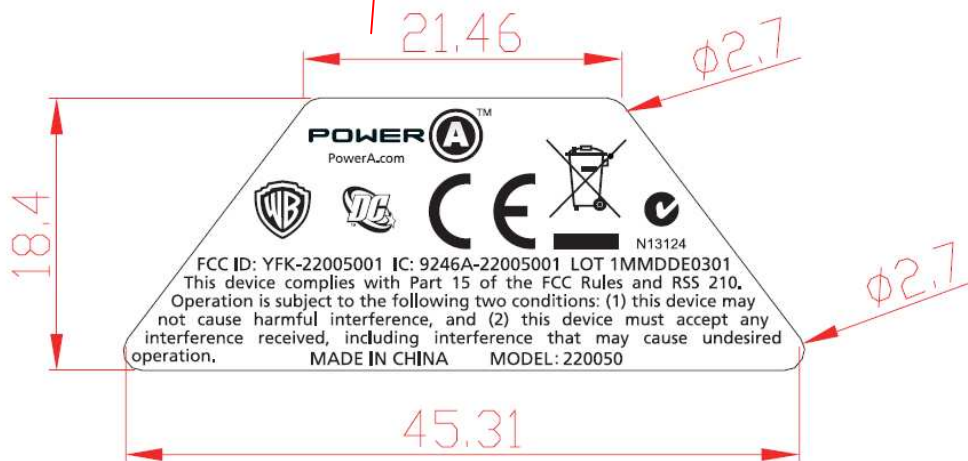 21.46
ϕ2.7
POWER A™
PowerA.com
18.4
WB
DC
TM
CE
N13124
FCC ID: YFK-22005001 IC: 9246A-22005001 LOT 1MMDDE0301
This device complies with Part 15 of the FCC Rules and RSS 210.
Operation is subject to the following two conditions: (1) this device may
not cause harmful interference, and (2) this device must accept any
interference received, including interference that may cause undesired
operation. MADE IN CHINA MODEL: 220050
ϕ2.7
45.31